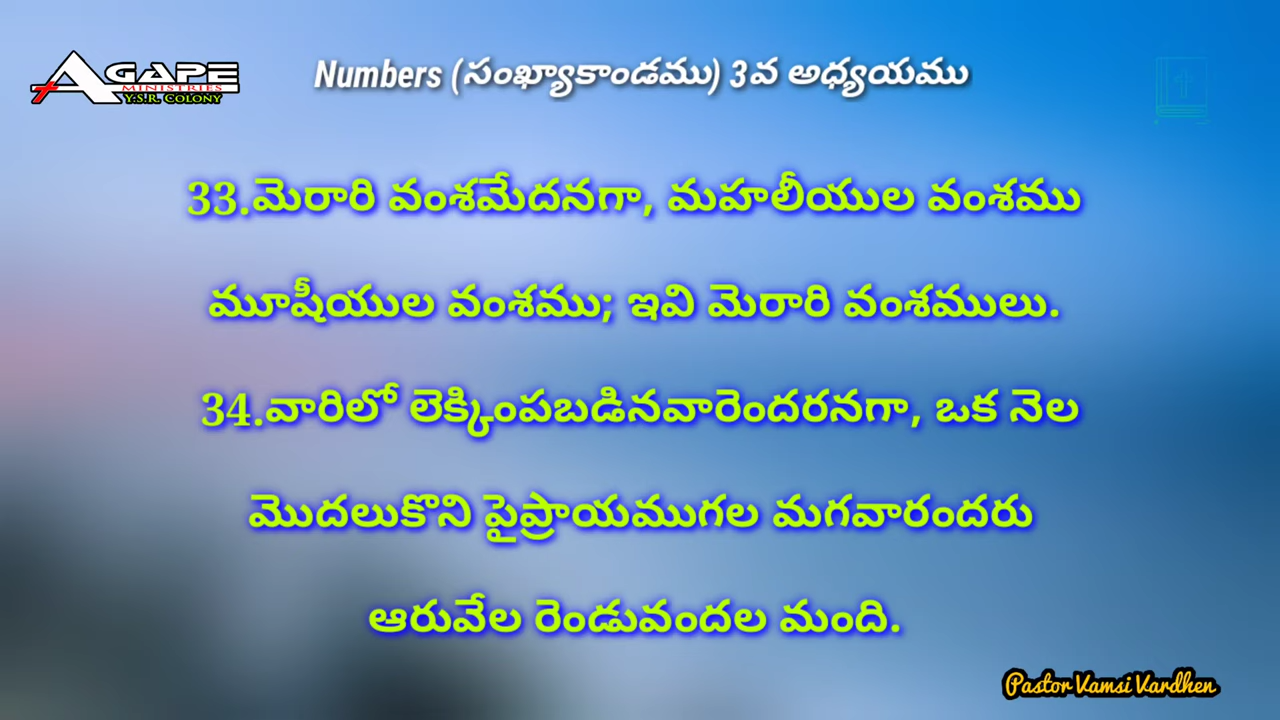 AGAPE
MINISTRIES
Y.S.R. COLONY
Numbers (సంఖ్యాకాండము) 3వ అధ్యయము
33.మెరారి వంశమేదనగా, మహలీయుల వంశము
మూషీయుల వంశము; ఇవి మెరారి వంశములు.
34.వారిలో లెక్కింపబడినవారెందరనగా, ఒక నెల
మొదలుకొని పైప్రాయముగల మగవారందరు
ఆరువేల రెండువందల మంది.
Pastor Vamsi Vardhen